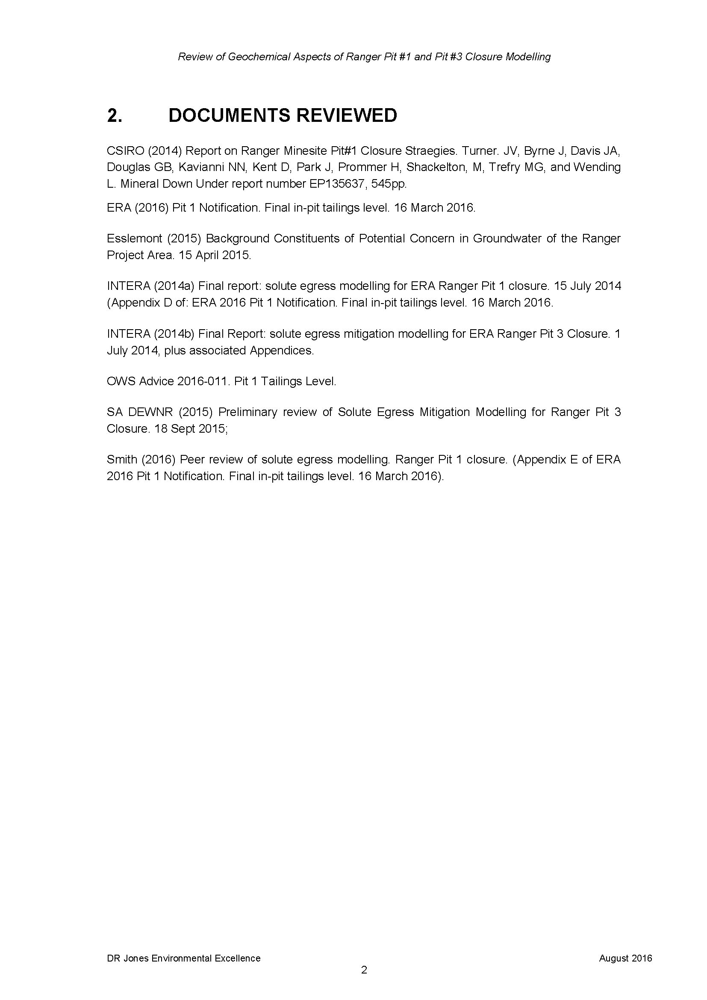 Review of Geochemical Aspects of Ranger Pit #1 and Pit #3 Closure Modelling
2. DOCUMENTS REVIEWED
CSIRO (2014) Report on Ranger Minesite Pit#1 Closure Straegies. Turner. JV, Byrne J, Davis JA,
Douglas GB, Kavianni NN, Kent D, Park J, Prommer H, Shackelton, M, Trefry MG, and Wending
L. Mineral Down Under report number EP135637, 545pp.
ERA (2016) Pit 1 Notification. Final in-pit tailings level. 16 March 2016.
Esslemont (2015) Background Constituents of Potential Concern in Groundwater of the Ranger
Project Area. 15 April 2015.
INTERA (2014a) Final report: solute egress modelling for ERA Ranger Pit 1 closure. 15 July 2014
(Appendix D of: ERA 2016 Pit 1 Notification. Final in-pit tailings level. 16 March 2016.
INTERA (2014b) Final Report: solute egress mitigation modelling for ERA Ranger Pit 3 Closure. 1
July 2014, plus associated Appendices.
OWS Advice 2016-011. Pit 1 Tailings Level.
SA DEWNR (2015) Preliminary review of Solute Egress Mitigation Modelling for Ranger Pit 3
Closure. 18 Sept 2015;
Smith (2016) Peer review of solute egress modelling. Ranger Pit 1 closure. (Appendix E of ERA
2016 Pit 1 Notification. Final in-pit tailings level. 16 March 2016).
DR Jones Environmental Excellence August 2016
2